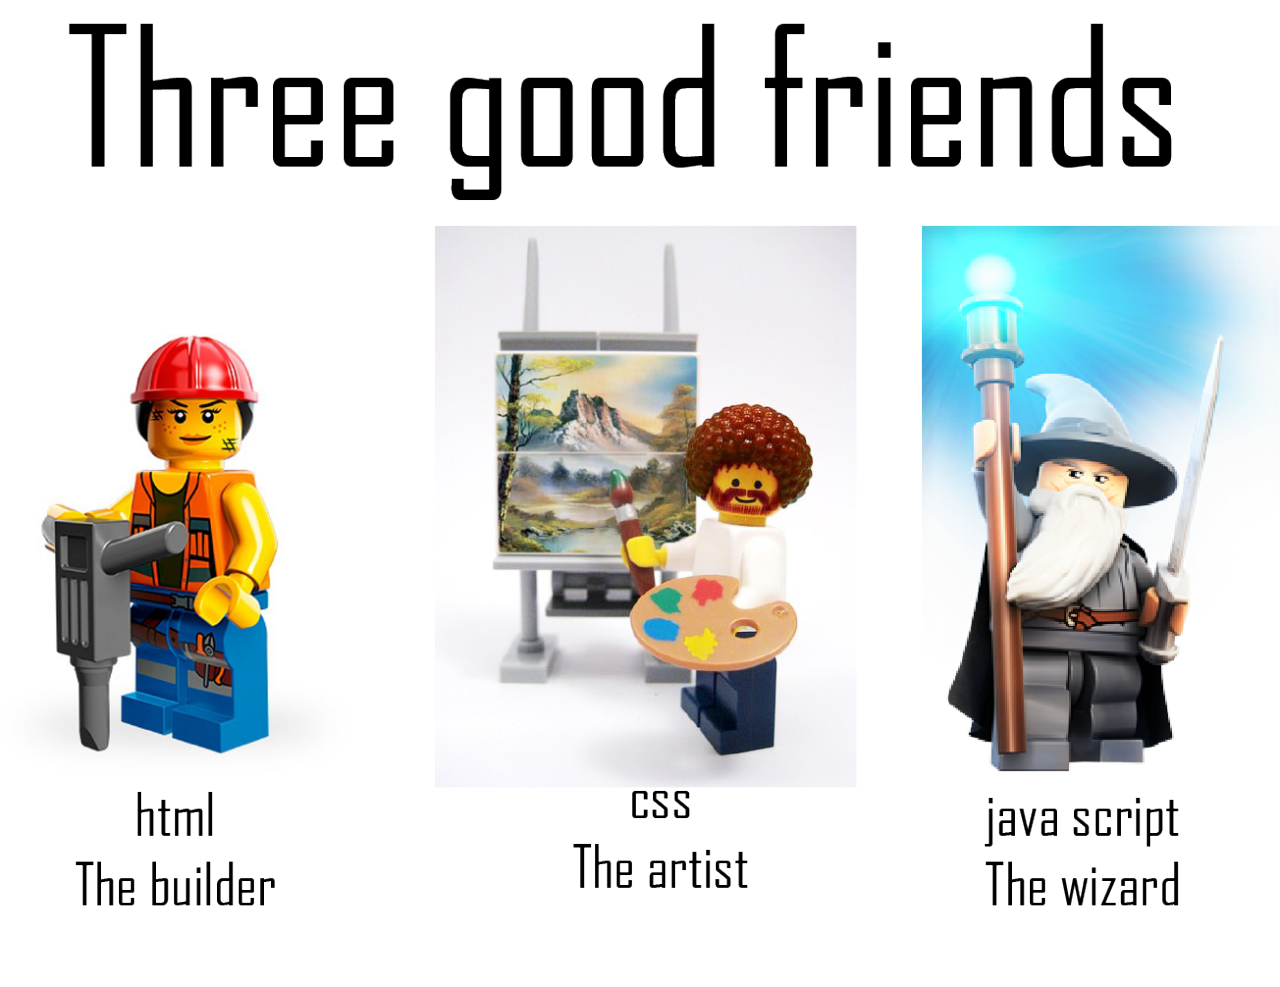 Three good friends
html
The builder
css
The artist
java script
The wizard